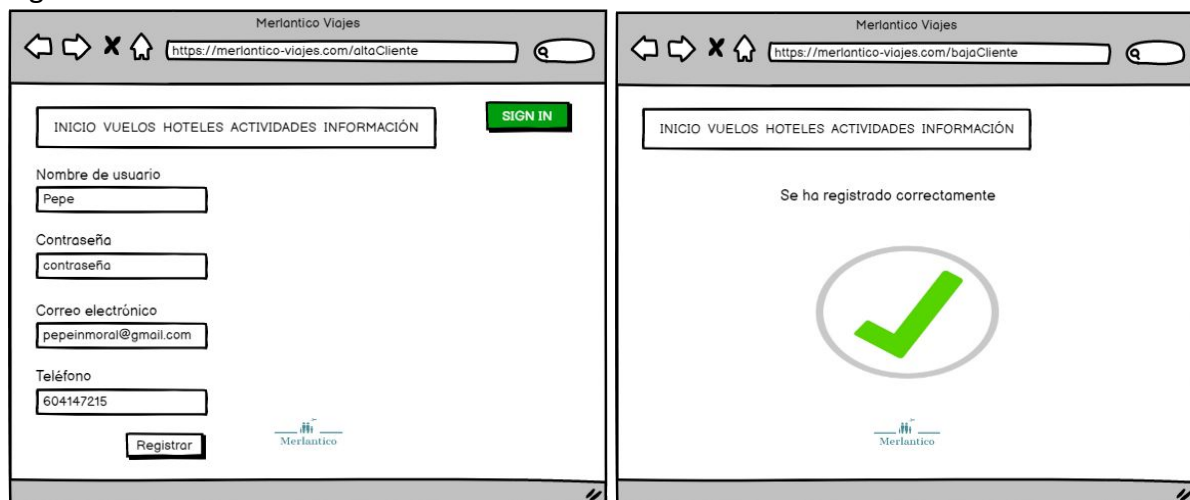 Merlantico Viajes
https://merlantico-viajes.com/altaCliente
SIGN IN
INICIO VUELOS HOTELES ACTIVIDADES INFORMACIÓN
Nombre de usuario
Pepe
Contraseña
contraseña
Correo electrónico
pepeinmoral@gmail.com
Teléfono
604147215
Registrar
Merlantico
Merlantico Viajes
https://merlantico-viajes.com/bajaCliente
INICIO VUELOS HOTELES ACTIVIDADES INFORMACIÓN
Se ha registrado correctamente
Merlantico